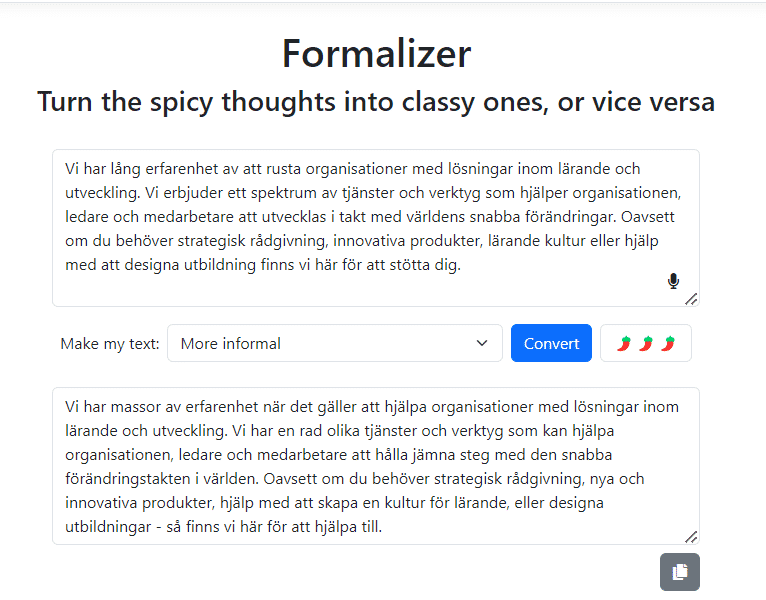 Formalizer
Turn the spicy thoughts into classy ones, or vice versa
Vi har lång erfarenhet av att rusta organisationer med lösningar inom lärande och
utveckling. Vi erbjuder ett spektrum av tjänster och verktyg som hjälper organisationen,
ledare och medarbetare att utvecklas i takt med världens snabba förändringar. Oavsett
om du behöver strategisk rådgivning, innovativa produkter, lärande kultur eller hjälp
med att designa utbildning finns vi här för att stötta dig.
Make my text: More informal Convert
Vi har massor av erfarenhet när det gäller att hjälpa organisationer med lösningar inom
lärande och utveckling. Vi har en rad olika tjänster och verktyg som kan hjälpa
organisationen, ledare och medarbetare att hålla jämna steg med den snabba
förändringstakten i världen. Oavsett om du behöver strategisk rådgivning, nya och
innovativa produkter, hjälp med att skapa en kultur för lärande, eller designa
utbildningar - så finns vi här för att hjälpa till.